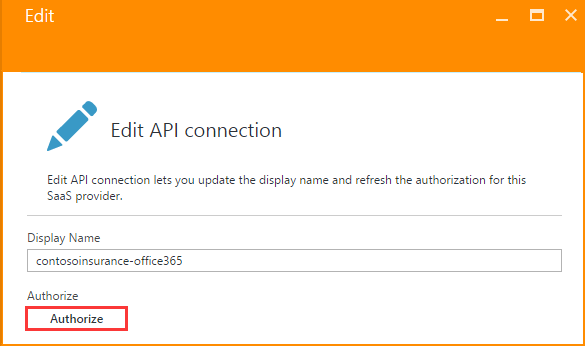 Edit
Edit API connection
Edit API connection lets you update the display name and refresh the authorization for this
SaaS provider.
Display Name
contosoinsurance-office365
Authorize
Authorize